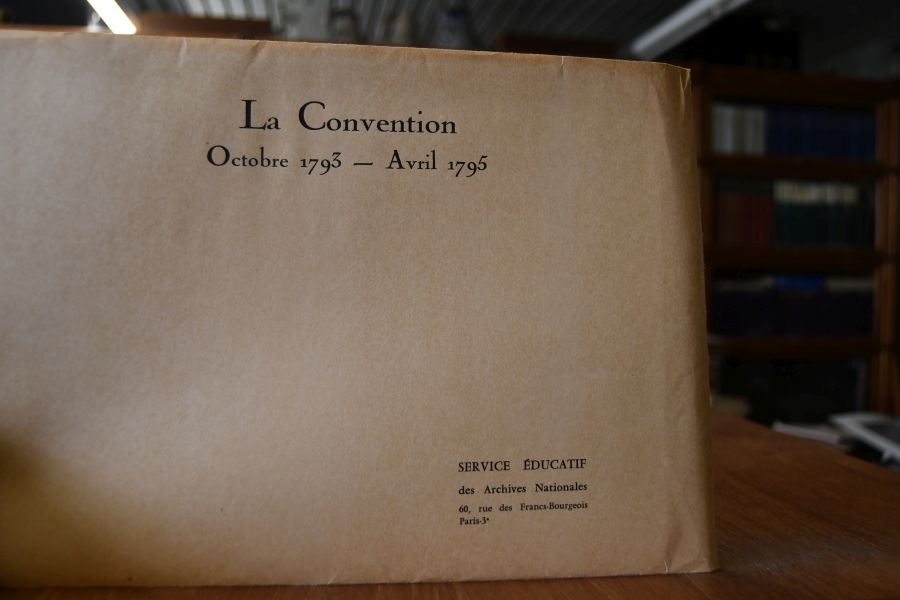 La Convention
Octobre 1793 — Avril 1795
SERVICE ÉDUCATIF
des Archives Nationales
60, rue des Francs-Bourgeois
Paris-3ᵉ